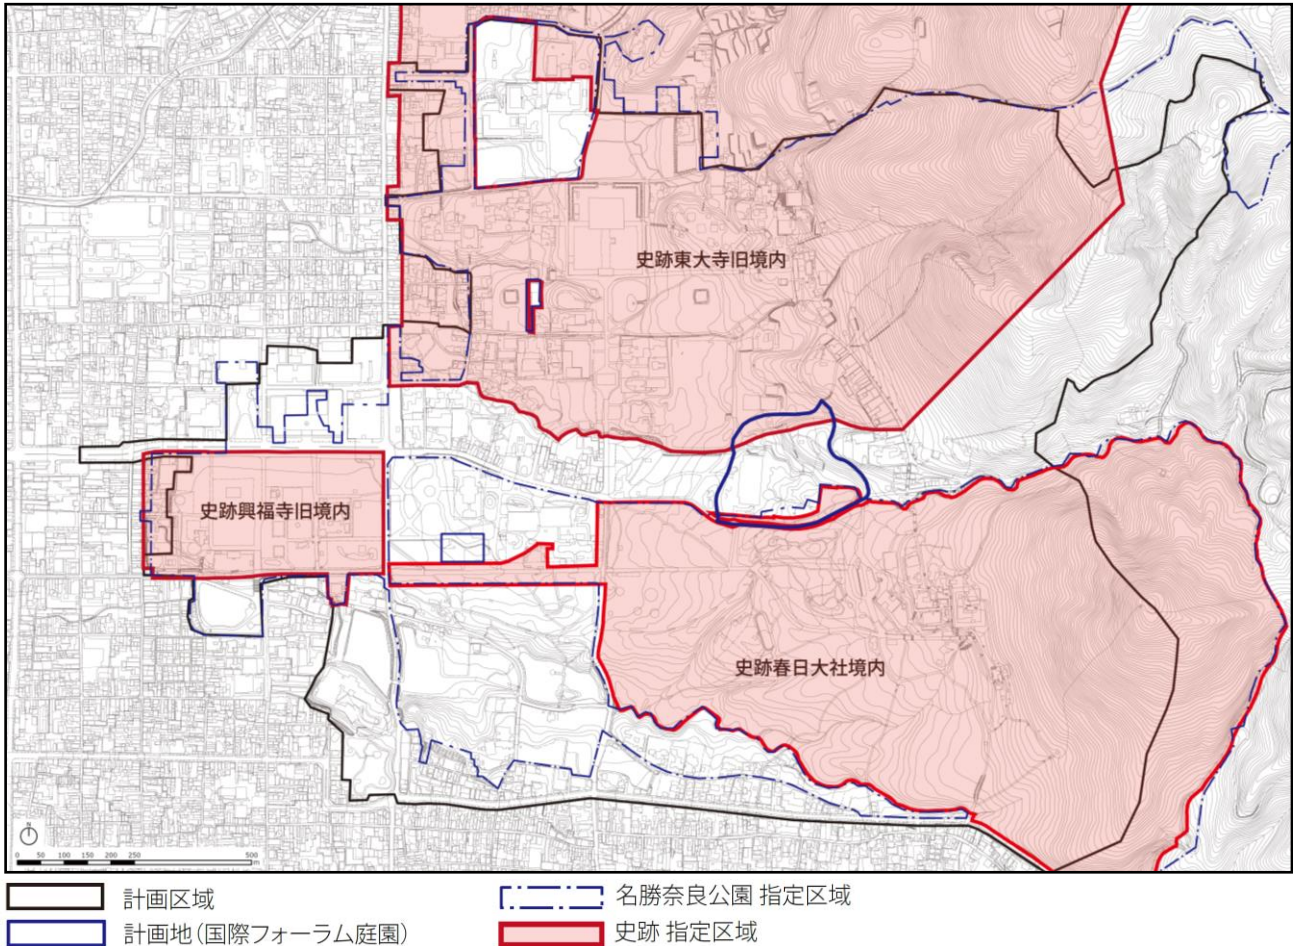 史跡東大寺旧境内
史跡興福寺旧境内
史跡春日大社境内
N
0 50 100 150 200 250 500
m
計画区域
名勝奈良公園 指定区域
計画地（国際フォーラム庭園）
史跡 指定区域